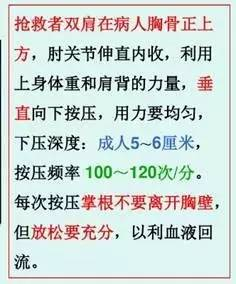 抢救者双肩在病人胸骨正上
方，肘关节伸直内收，利用
上身体重和肩背的力量，垂
直向下按压，用力要均匀，
下压深度：成人5~6厘米，
按压频率 100～120次/分。
每次按压掌根不要离开胸壁，
但放松要充分，以利血液回
流。